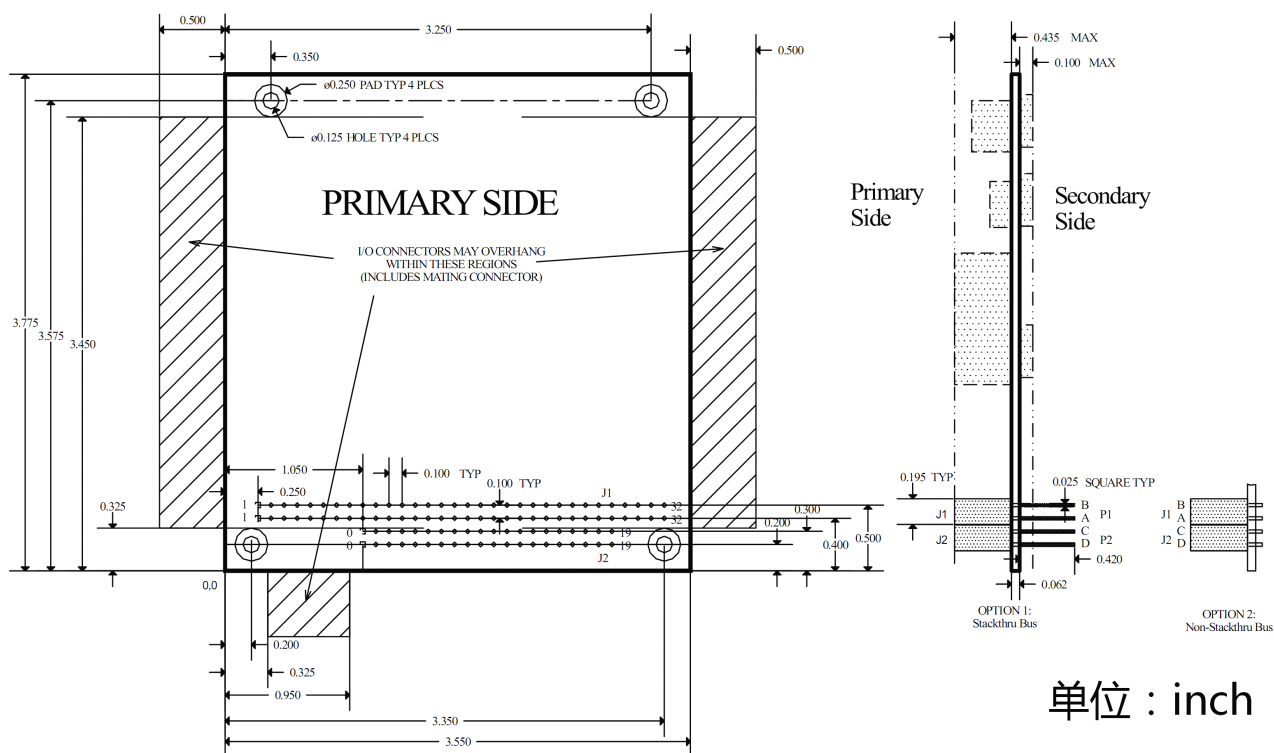 0.500
3.250
0.500
0.350
0.435 MAX
0.100 MAX
ø0.250 PAD TYP 4 PLCS
ø0.125 HOLE TYP 4 PLCS
PRIMARY SIDE
Primary
Side
Secondary
Side
I/O CONNECTORS MAY OVERHANG
WITHIN THESE REGIONS
(INCLUDES MATING CONNECTOR)
3.775
3.575
3.450
1.050
0.100 TYP
0.100 TYP
0.250
0.325
J1
1
32
1
32
0
19
0
19
J2
0.300
0.200
0.400
0.500
0,0
0.200
0.325
0.950
3.350
3.550
0.195 TYP
0.025 SQUARE TYP
J1
J2
B
A
C
D
P1
P2
0.420
0.062
OPTION 1:
Stackthru Bus
J1
J2
B
A
C
D
OPTION 2:
Non-Stackthru Bus
单位：inch